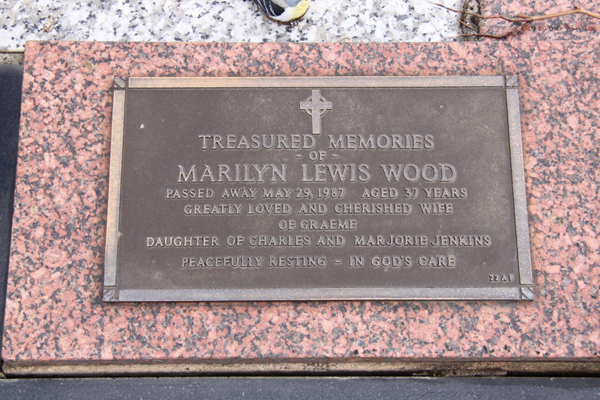 TREASURED MEMORIES
- OF -
MARILYN LEWIS WOOD
PASSED AWAY MAY 29, 1987 AGED 37 YEARS
GREATLY LOVED AND CHERISHED WIFE
OF GRAEME
DAUGHTER OF CHARLES AND MARJORIE JENKINS
PEACEFULLY RESTING - IN GOD'S CARE